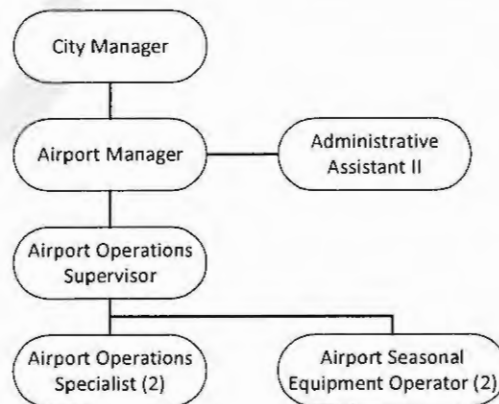 City Manager
Airport Manager
Administrative
Assistant II
Airport Operations
Supervisor
Airport Operations
Specialist (2)
Airport Seasonal
Equipment Operator (2)